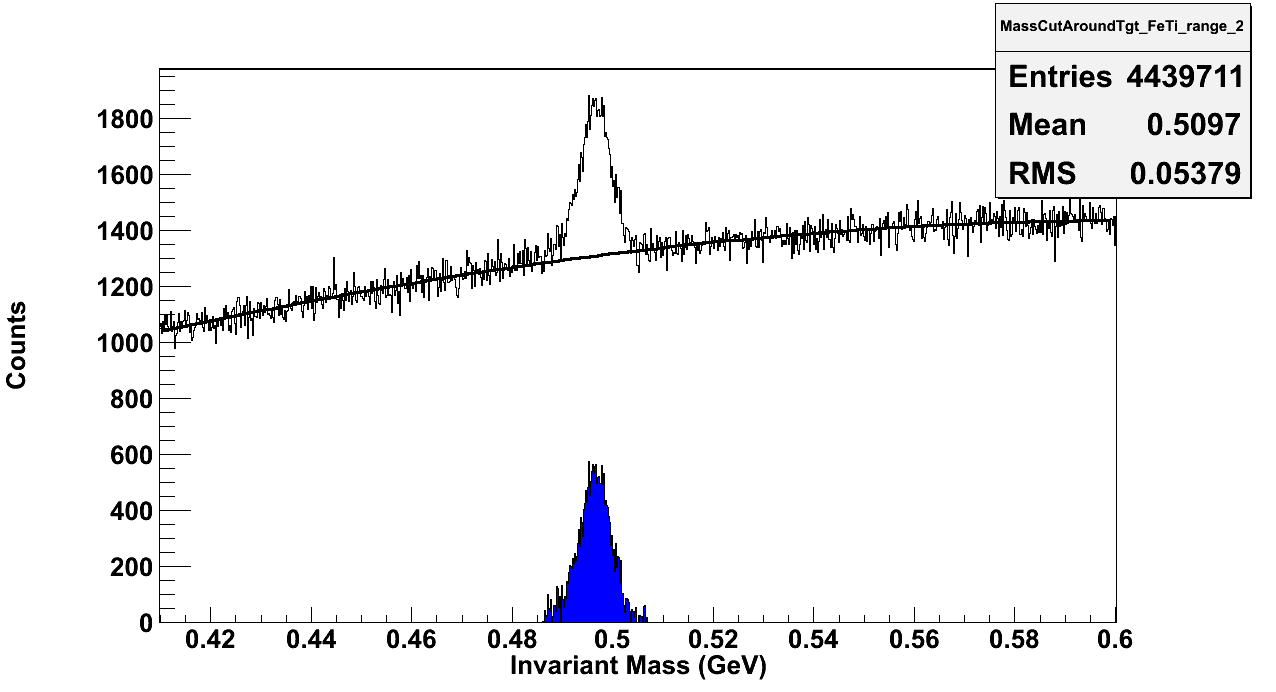 MassCutAroundTgt_FeTi_range_2
Entries 4439711
Mean 0.5097
RMS 0.05379
1800
1600
1400
1200
1000
800
600
400
200
0
Counts
0.42 0.44 0.46 0.48 0.5 0.52 0.54 0.56 0.58 0.6
Invariant Mass (GeV)